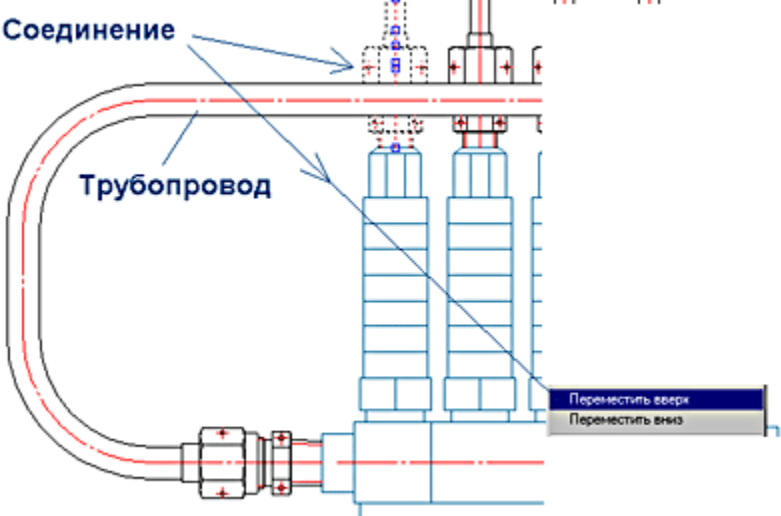 Соединение
Трубопровод
Переместить вверх
Переместить вниз